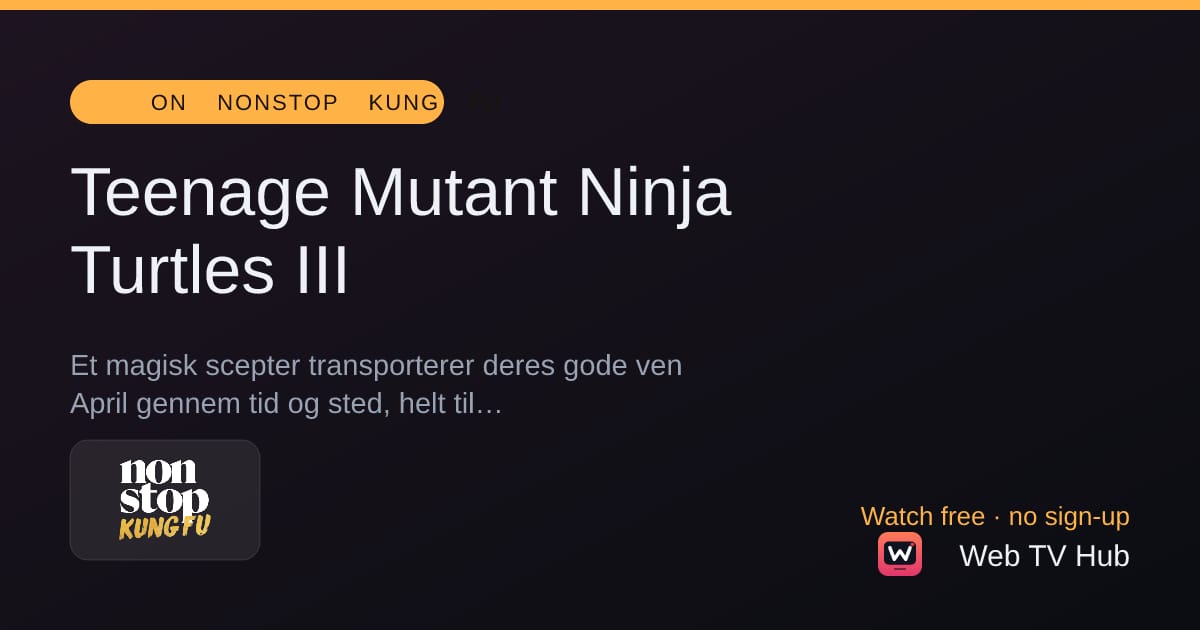 ON NONSTOP KUNG FU
Teenage Mutant Ninja
Turtles III
Et magisk scepter transporterer deres gode ven
April gennem tid og sted, helt til…
non
stop
KUNG FU
Watch free · no sign-up
W
Web TV Hub